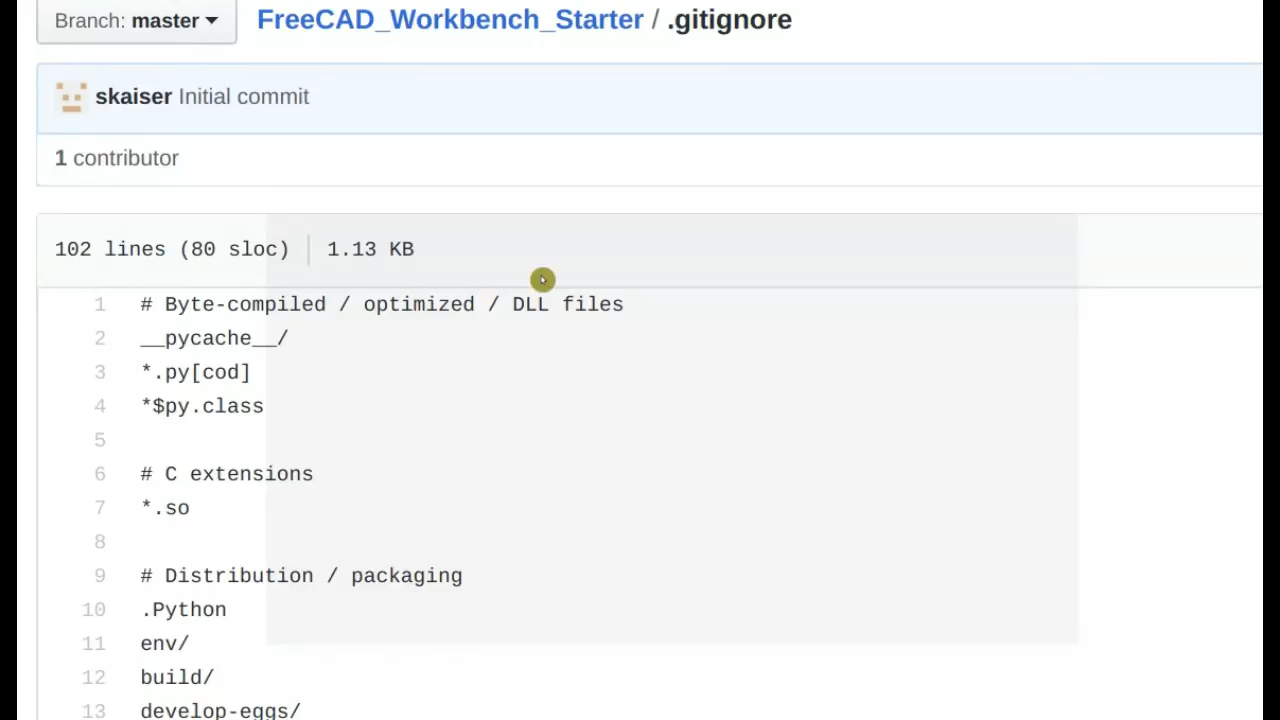 Branch: master
FreeCAD_Workbench_Starter / .gitignore
skaiser Initial commit
1 contributor
102 lines (80 sloc) 1.13 KB
1 # Byte-compiled / optimized / DLL files
2 __pycache__/
3 *.py[cod]
4 *$py.class
5
6 # C extensions
7 *.so
8
9 # Distribution / packaging
10 .Python
11 env/
12 build/
13 develop-eggs/